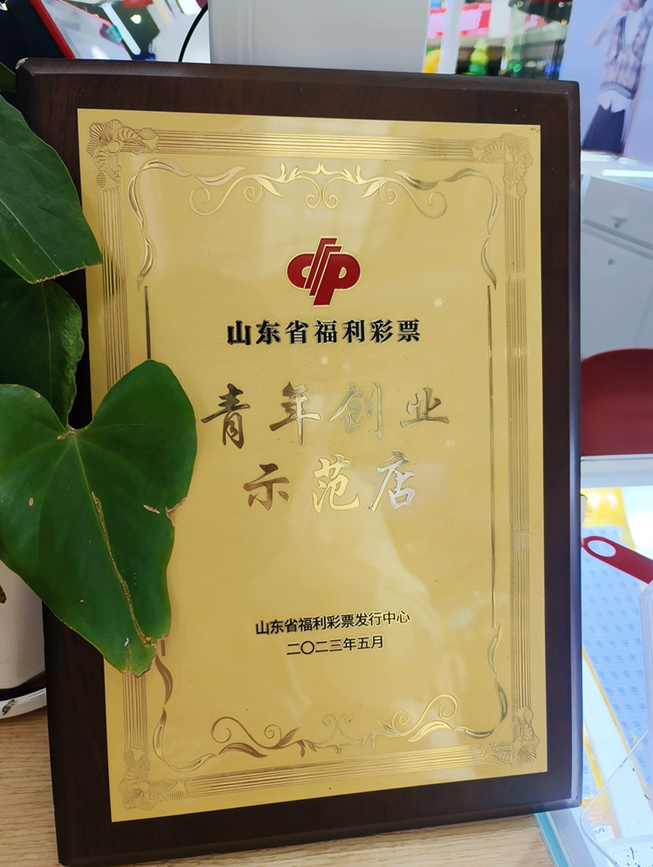 山东省福利彩票
青年创业
示范店
山东省福利彩票发行中心
二〇二三年五月